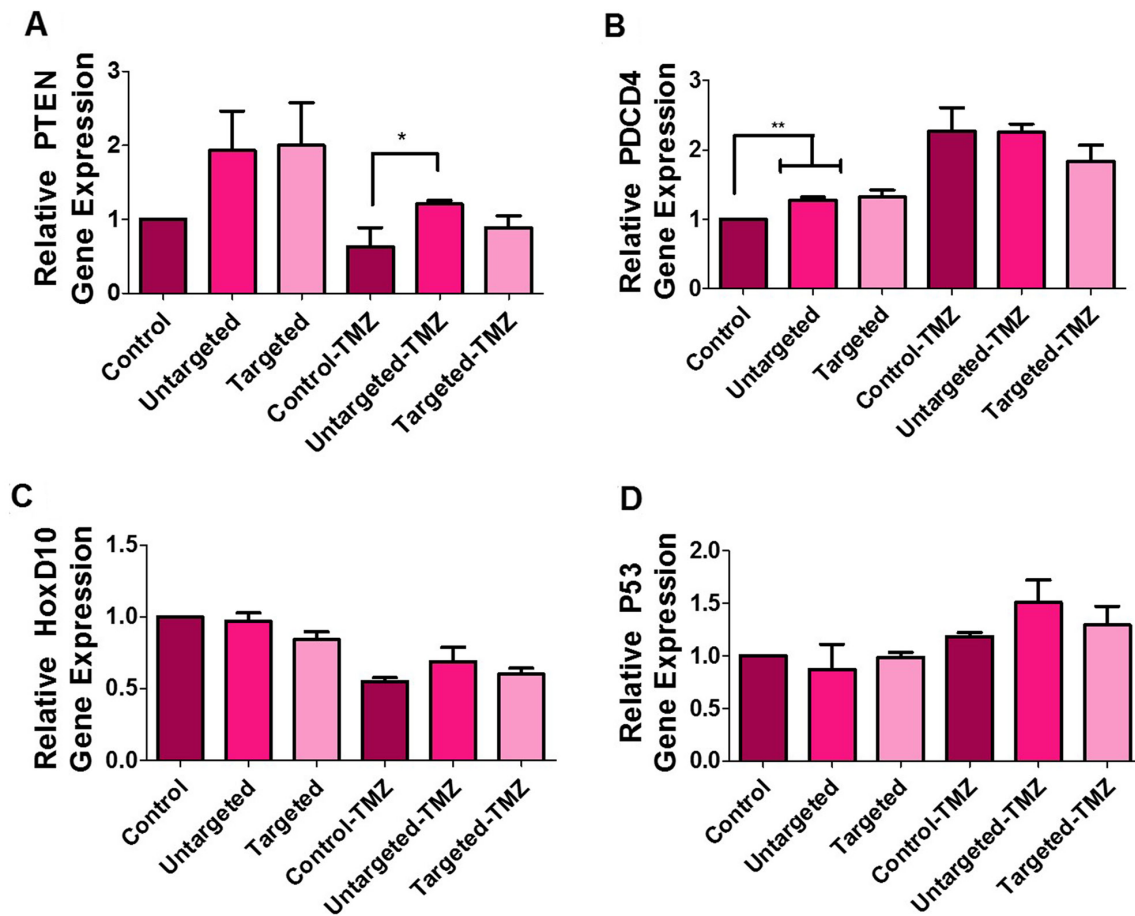 A
Relative PTEN
Gene Expression
3
2
1
0
*
Control
Untargeted
Targeted
Control-TMZ
Untargeted-TMZ
Targeted-TMZ
B
Relative PDCD4
Gene Expression
3
2
1
0
**
Control
Untargeted
Targeted
Control-TMZ
Untargeted-TMZ
Targeted-TMZ
C
Relative HoxD10
Gene Expression
1.5
1.0
0.5
0.0
Control
Untargeted
Targeted
Control-TMZ
Untargeted-TMZ
Targeted-TMZ
D
Relative P53
Gene Expression
2.0
1.5
1.0
0.5
0.0
Control
Untargeted
Targeted
Control-TMZ
Untargeted-TMZ
Targeted-TMZ